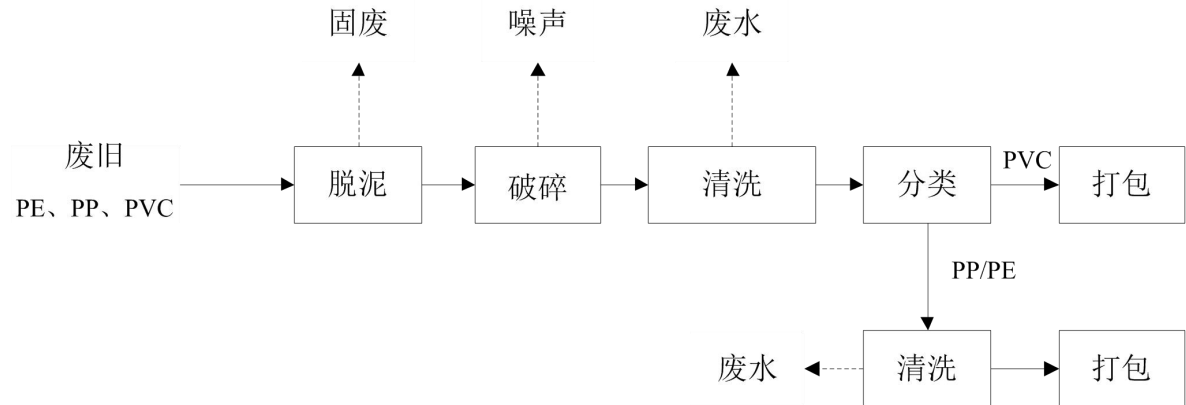 固废
噪声
废水
废旧
PE、PP、PVC
脱泥
破碎
清洗
分类
PVC
打包
PP/PE
废水
清洗
打包